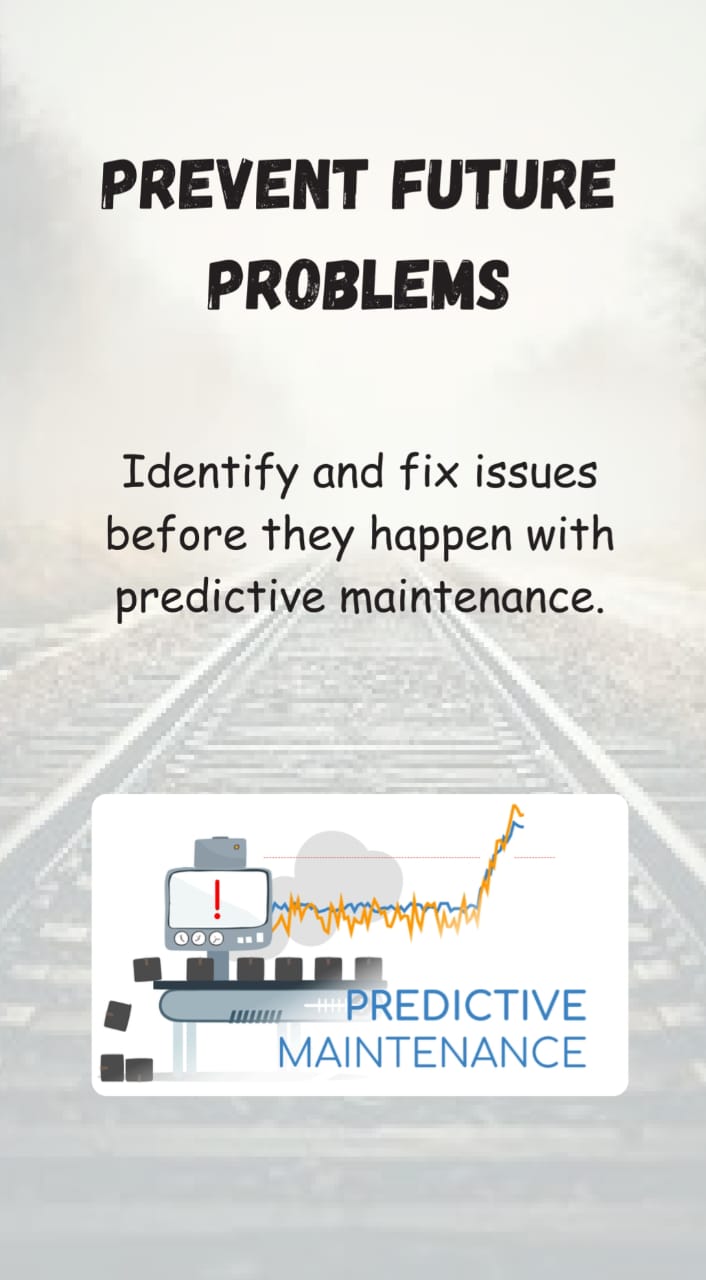 PREVENT FUTURE
PROBLEMS
Identify and fix issues
before they happen with
predictive maintenance.
!
PREDICTIVE
MAINTENANCE